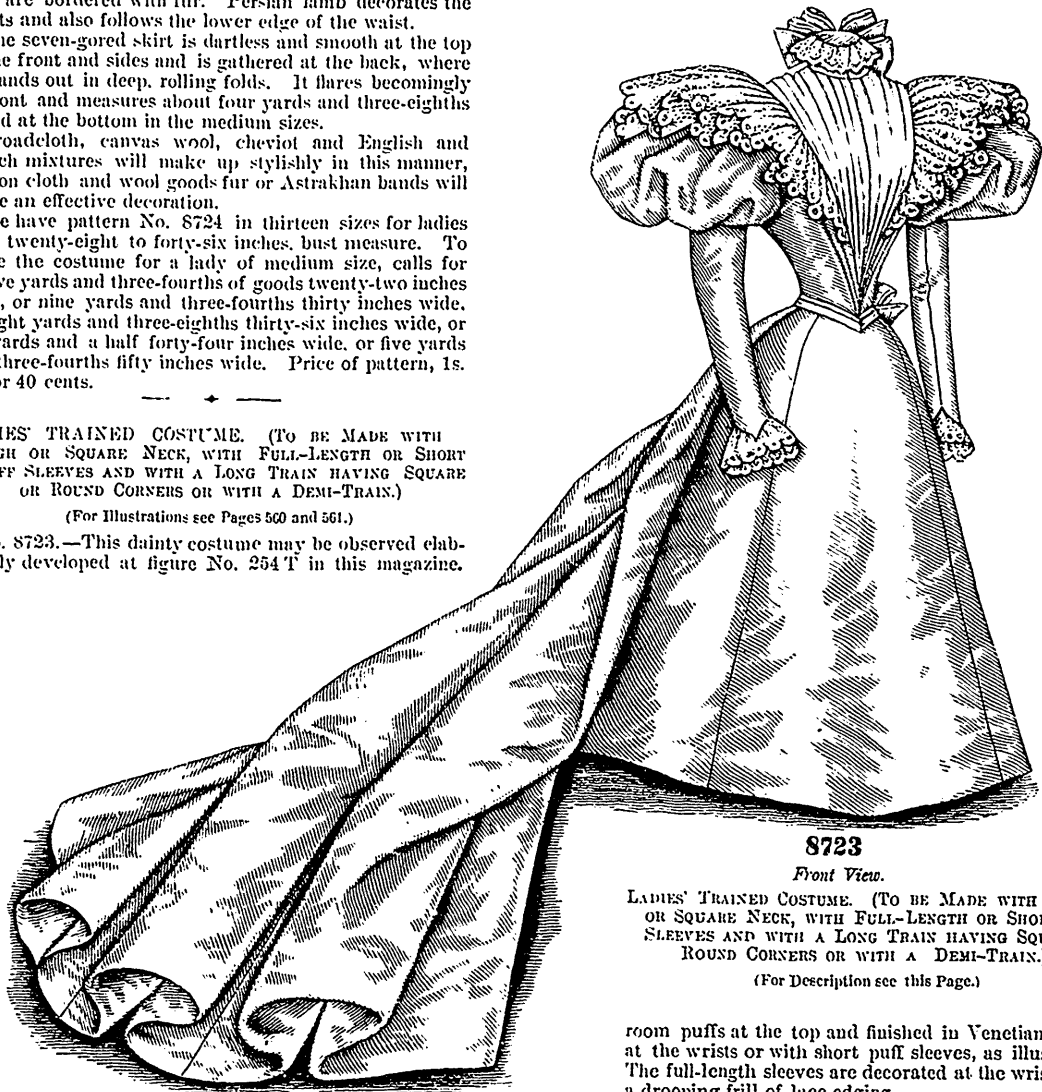 are bordered with fur. Persian lamb decorates the
ts and also follows the lower edge of the waist.
ne seven-gored skirt is dartless and smooth at the top
e front and sides and is gathered at the back, where
ands out in deep, rolling folds. It flares becomingly
ont and measures about four yards and three-eighths
d at the bottom in the medium sizes.
roadcloth, canvas wool, cheviot and English and
ch mixtures will make up stylishly in this manner,
on cloth and wool goods fur or Astrakhan bands will
e an effective decoration.
e have pattern No. 8724 in thirteen sizes for ladies
twenty-eight to forty-six inches, bust measure. To
e the costume for a lady of medium size, calls for
ve yards and three-fourths of goods twenty-two inches
, or nine yards and three-fourths thirty inches wide,
ght yards and three-eighths thirty-six inches wide, or
yards and a half forty-four inches wide, or five yards
three-fourths fifty inches wide. Price of pattern, 1s.
or 40 cents.
IES' TRAINED COSTUME. (To be Made with
gh or Square Neck, with Full-Length or Short
ff Sleeves and with a Long Train having Square
or Round Corners or with a Demi-Train.)
(For Illustrations see Pages 560 and 561.)
o. 8723.—This dainty costume may be observed elab-
ly developed at figure No. 254 T in this magazine.
8723
Front View.
Ladies' Trained Costume. (To be Made with
or Square Neck, with Full-Length or Shor
Sleeves and with a Long Train having Squ
Round Corners or with a Demi-Train.
(For Description see this Page.)
room puffs at the top and finished in Venetian
at the wrists or with short puff sleeves, as illus
The full-length sleeves are decorated at the wris
a drooping frill of lace edging